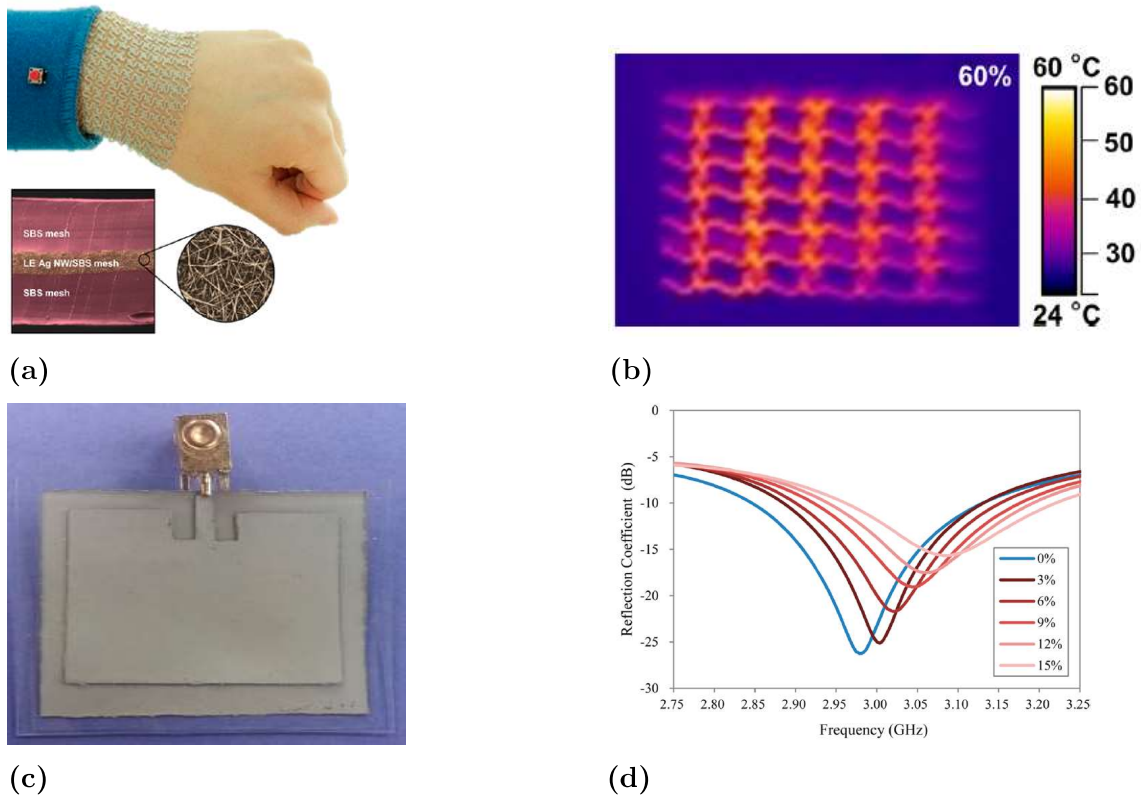 SBS mesh
LE Ag NW/SBS mesh
SBS mesh
(a)
60%
60 °C
60
50
40
30
24 °C
(b)
(c)
0
-5
-10
-15
-20
-25
-30
Reflection Coefficient (dB)
0%
3%
6%
9%
12%
15%
2.75 2.80 2.85 2.90 2.95 3.00 3.05 3.10 3.15 3.20 3.25
Frequency (GHz)
(d)